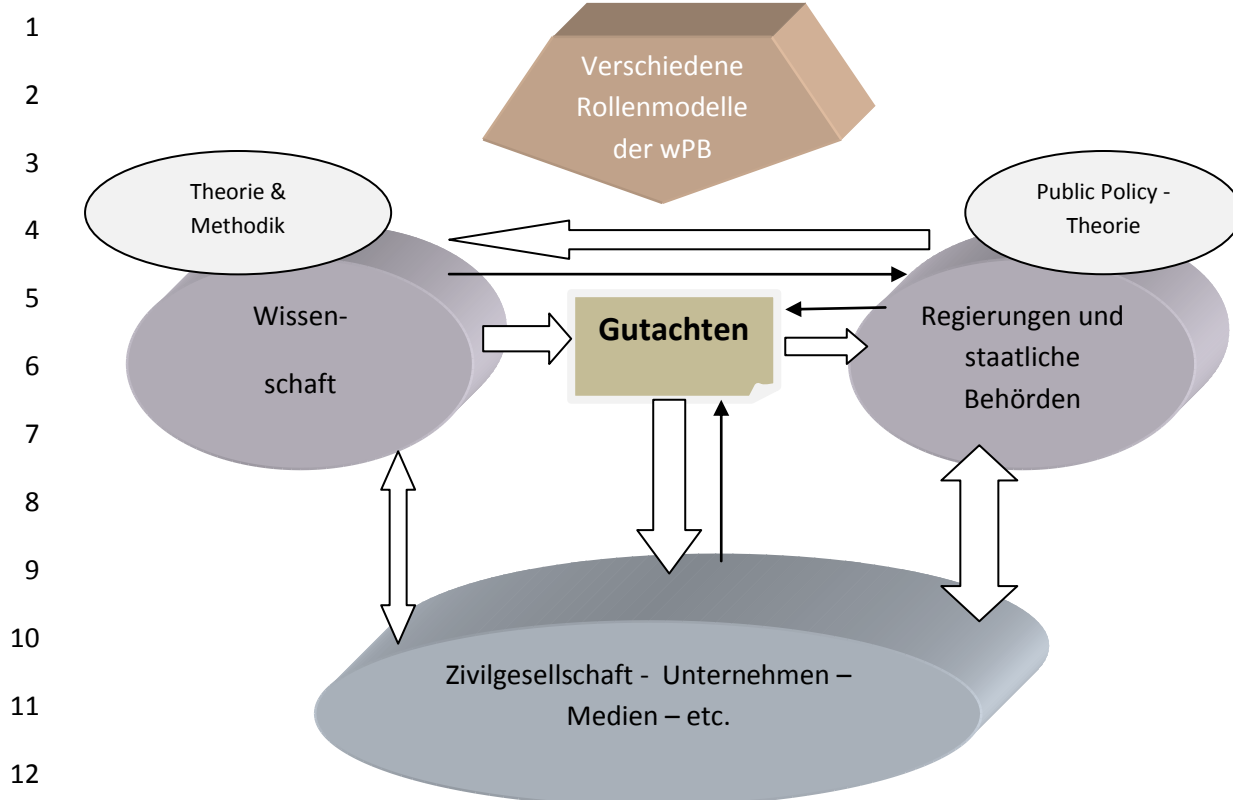 1
Verschiedene
2
Rollenmodelle
der wPB
3
Theorie &
Methodik
Public Policy -
Theorie
4
5
Wissen-
schaft
Gutachten
Regierungen und
staatliche
Behörden
6
7
8
9
10
Zivilgesellschaft - Unternehmen –
Medien – etc.
11
12